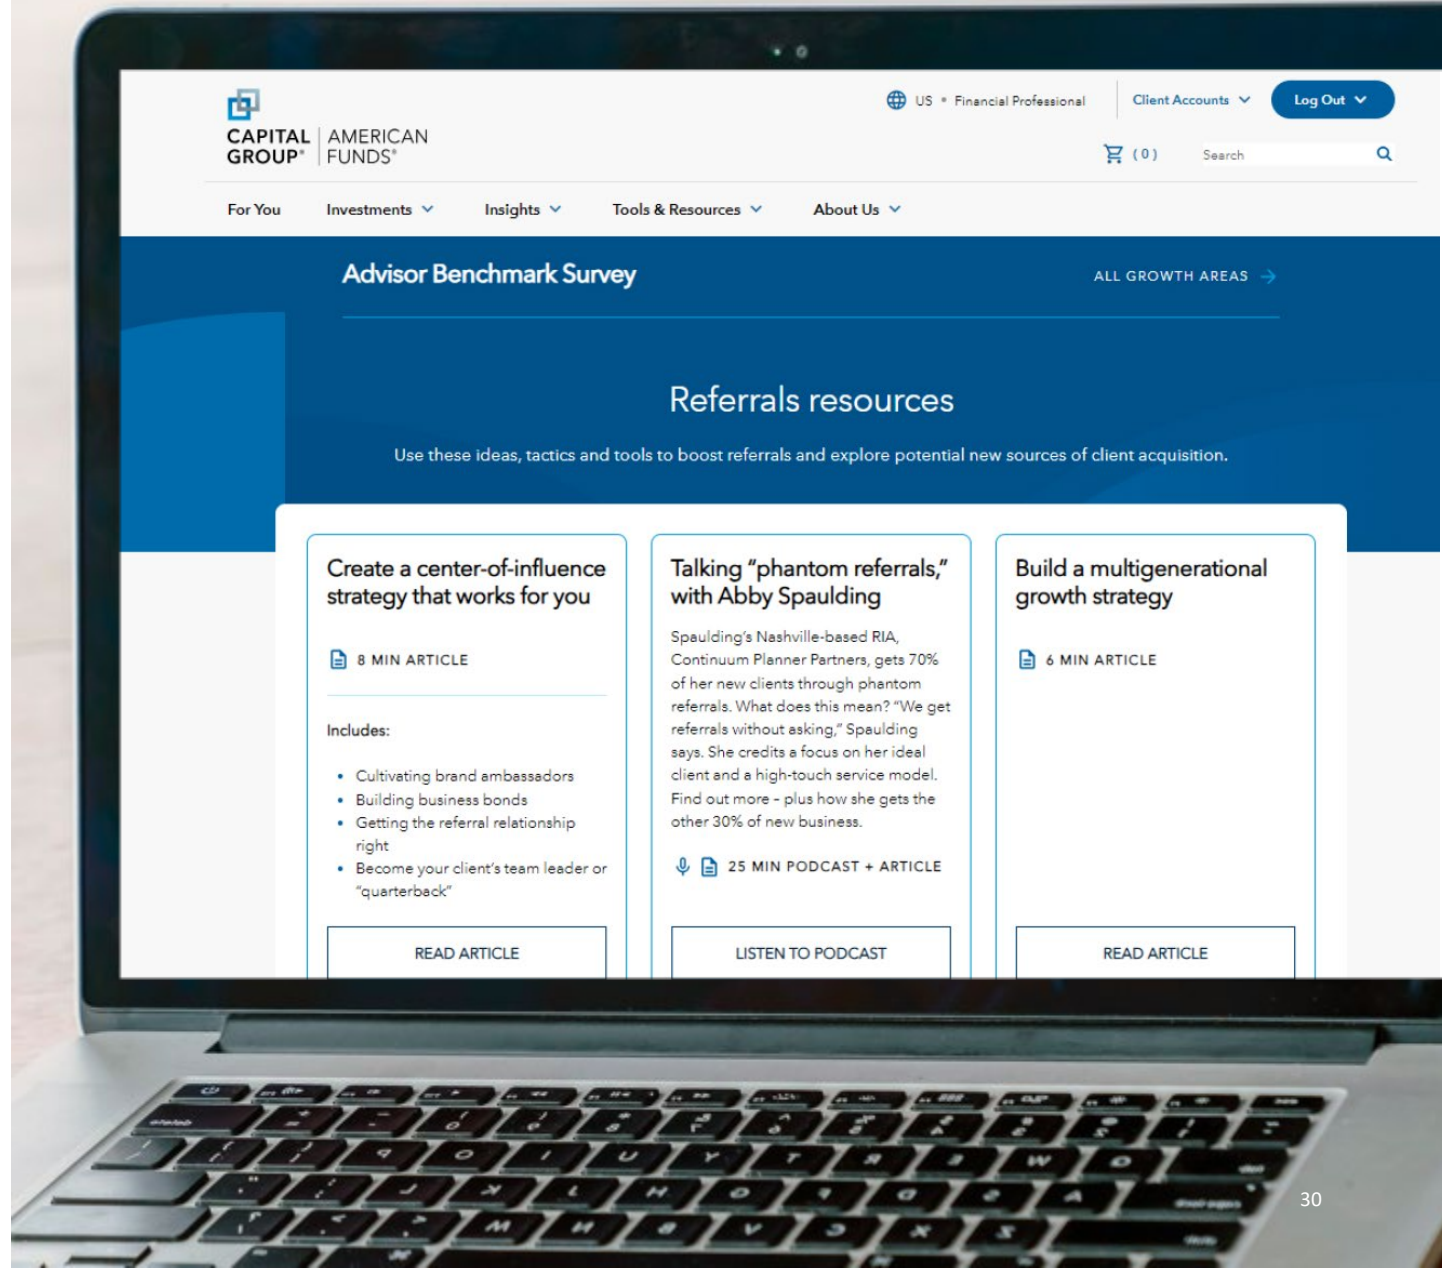 US • Financial Professional
Client Accounts
Log Out
CAPITAL GROUP® | AMERICAN FUNDS®
(0)
Search
For You
Investments
Insights
Tools & Resources
About Us
Advisor Benchmark Survey
ALL GROWTH AREAS
Referrals resources
Use these ideas, tactics and tools to boost referrals and explore potential new sources of client acquisition.
Create a center-of-influence
strategy that works for you
8 MIN ARTICLE
Includes:
• Cultivating brand ambassadors
• Building business bonds
• Getting the referral relationship
right
• Become your client's team leader or
"quarterback"
READ ARTICLE
Talking "phantom referrals,"
with Abby Spaulding
Spaulding's Nashville-based RIA,
Continuum Planner Partners, gets 70%
of her new clients through phantom
referrals. What does this mean? "We get
referrals without asking," Spaulding
says. She credits a focus on her ideal
client and a high-touch service model.
Find out more – plus how she gets the
other 30% of new business.
25 MIN PODCAST + ARTICLE
LISTEN TO PODCAST
Build a multigenerational
growth strategy
6 MIN ARTICLE
READ ARTICLE
30